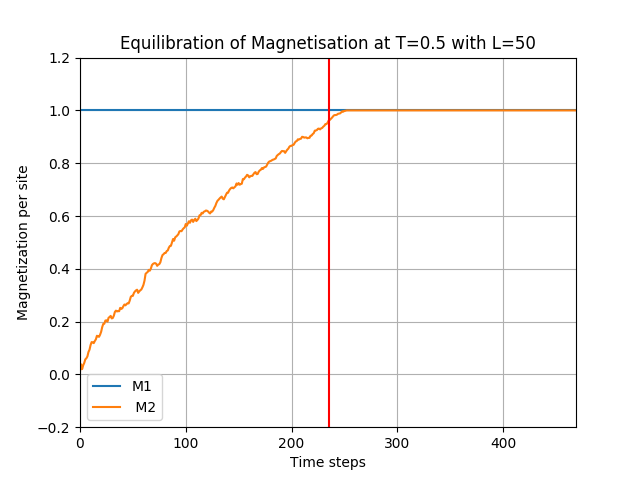 Equilibration of Magnetisation at T=0.5 with L=50
1.2
1.0
0.8
0.6
0.4
0.2
0.0
−0.2
Magnetization per site
M1
M2
0 100 200 300 400
Time steps